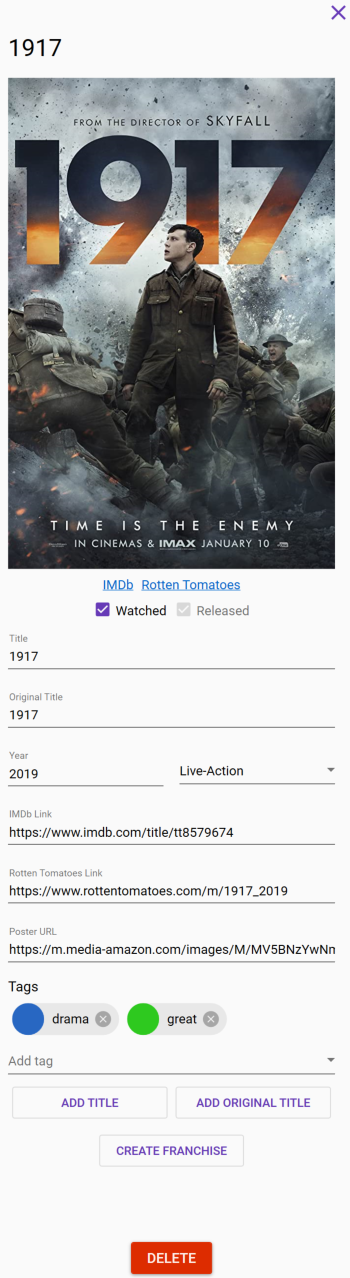 1917
FROM THE DIRECTOR OF SKYFALL
1917
TIME IS THE ENEMY
IN CINEMAS & IMAX JANUARY 10
IMDb Rotten Tomatoes
Watched Released
Title
1917
Original Title
1917
Year
2019 Live-Action
IMDb Link
https://www.imdb.com/title/tt8579674
Rotten Tomatoes Link
https://www.rottentomatoes.com/m/1917_2019
Poster URL
https://m.media-amazon.com/images/M/MV5BNzYwNm
Tags
drama great
Add tag
ADD TITLE ADD ORIGINAL TITLE
CREATE FRANCHISE
DELETE